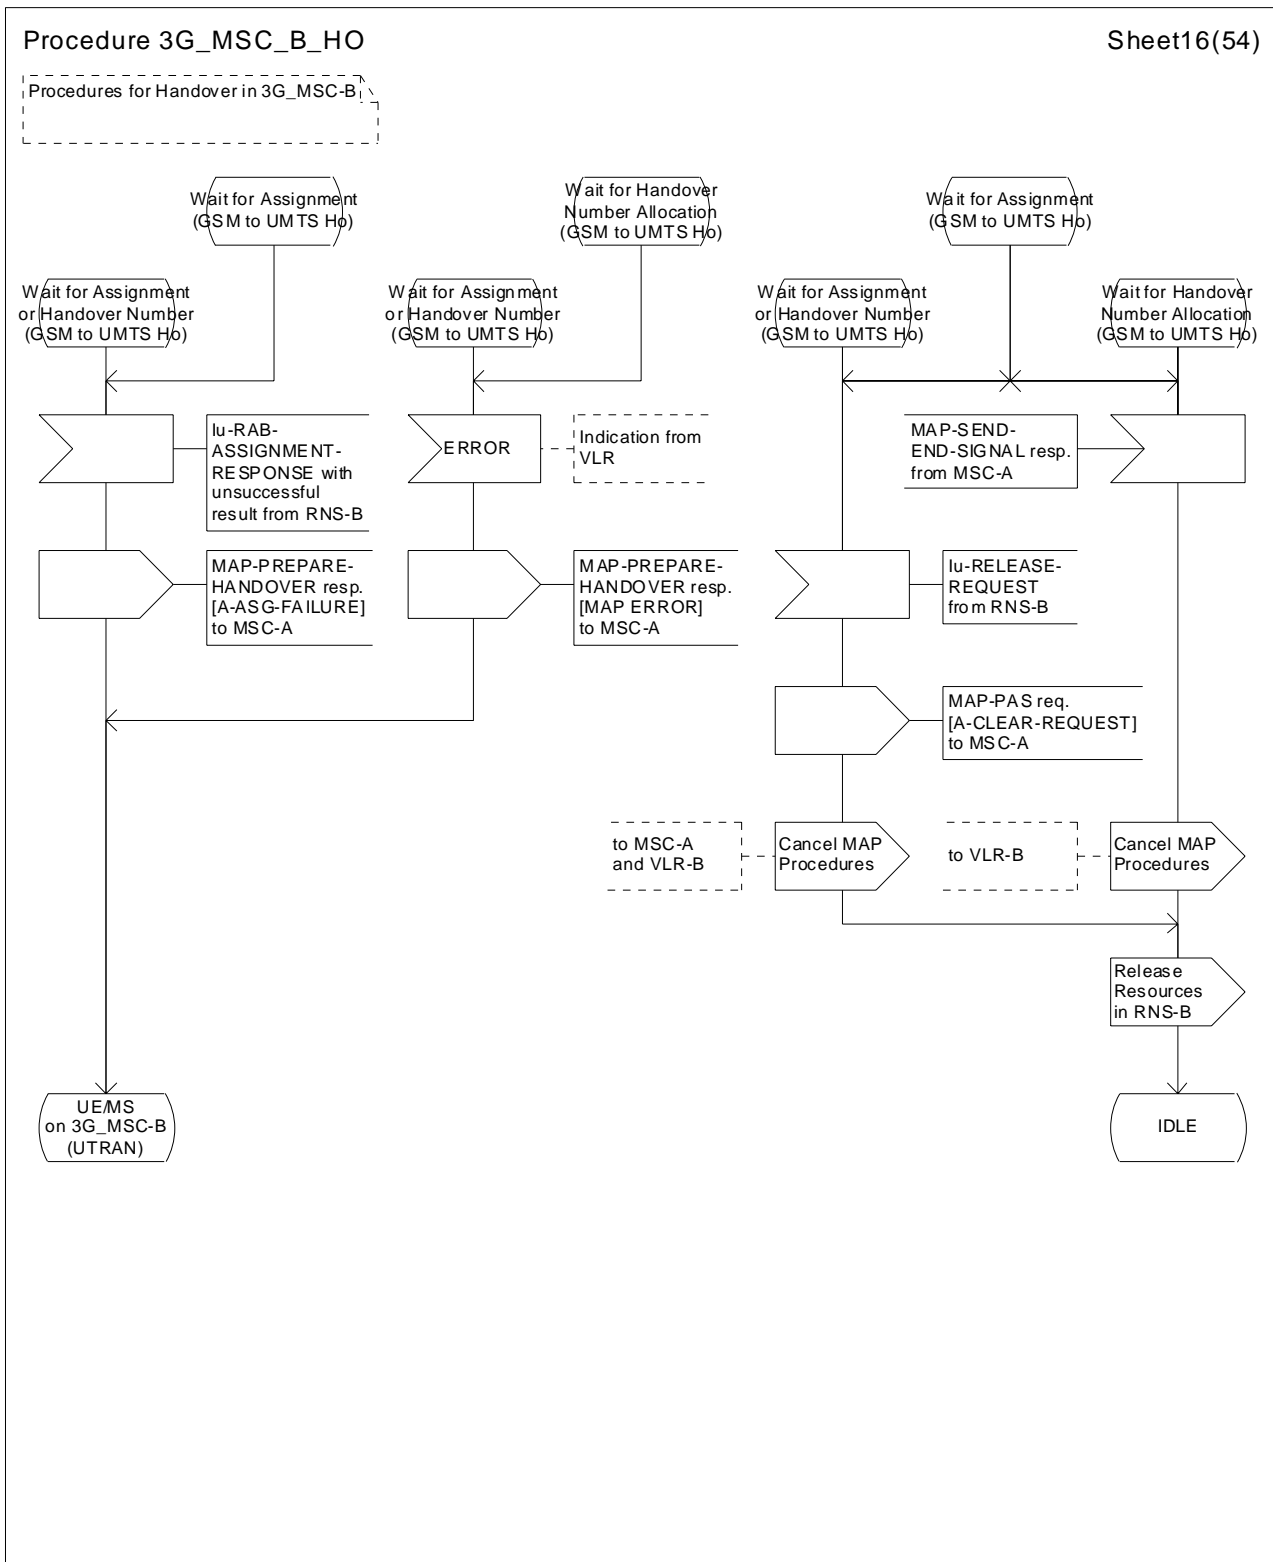 Procedure 3G_MSC_B_HO
Sheet16(54)
Procedures for Handover in 3G_MSC-B
Wait for Assignment
(GSM to UMTS Ho)
Wait for Handover
Number Allocation
(GSM to UMTS Ho)
Wait for Assignment
(GSM to UMTS Ho)
Wait for Assignment
or Handover Number
(GSM to UMTS Ho)
Wait for Assignment
or Handover Number
(GSM to UMTS Ho)
Wait for Assignment
or Handover Number
(GSM to UMTS Ho)
Wait for Handover
Number Allocation
(GSM to UMTS Ho)
Iu-RAB-
ASSIGNMENT-
RESPONSE with
unsuccessful
result from RNS-B
ERROR
Indication from
VLR
MAP-SEND-
END-SIGNAL resp.
from MSC-A
MAP-PREPARE-
HANDOVER resp.
[A-ASG-FAILURE]
to MSC-A
MAP-PREPARE-
HANDOVER resp.
[MAP ERROR]
to MSC-A
Iu-RELEASE-
REQUEST
from RNS-B
MAP-PAS req.
[A-CLEAR-REQUEST]
to MSC-A
to MSC-A
and VLR-B
Cancel MAP
Procedures
to VLR-B
Cancel MAP
Procedures
Release
Resources
in RNS-B
UE/MS
on 3G_MSC-B
(UTRAN)
IDLE